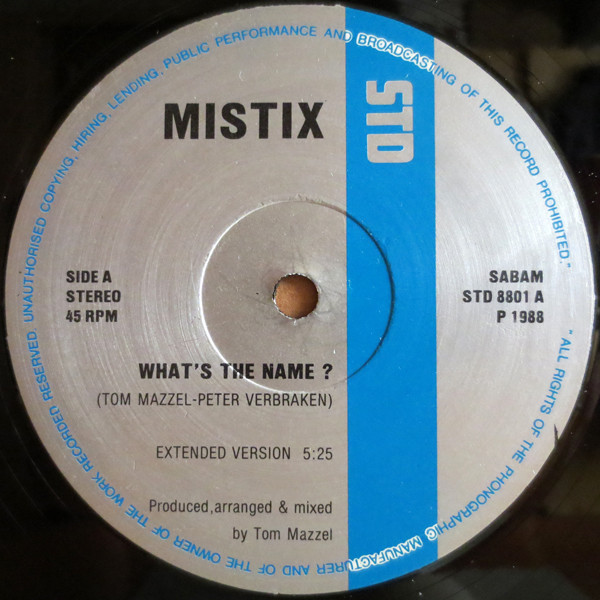 MISTIX
STD
SIDE A
STEREO
45 RPM
SABAM
STD 8801 A
P 1988
WHAT'S THE NAME ?
(TOM MAZZEL-PETER VERBRAKEN)
EXTENDED VERSION 5:25
Produced,arranged & mixed
by Tom Mazzel
"ALL RIGHTS OF THE PHONOGRAPHIC MANUFACTURER AND OF THE OWNER OF THE WORK RECORDED RESERVED. UNAUTHORISED COPYING, HIRING, LENDING, PUBLIC PERFORMANCE AND BROADCASTING OF THIS RECORD PROHIBITED."